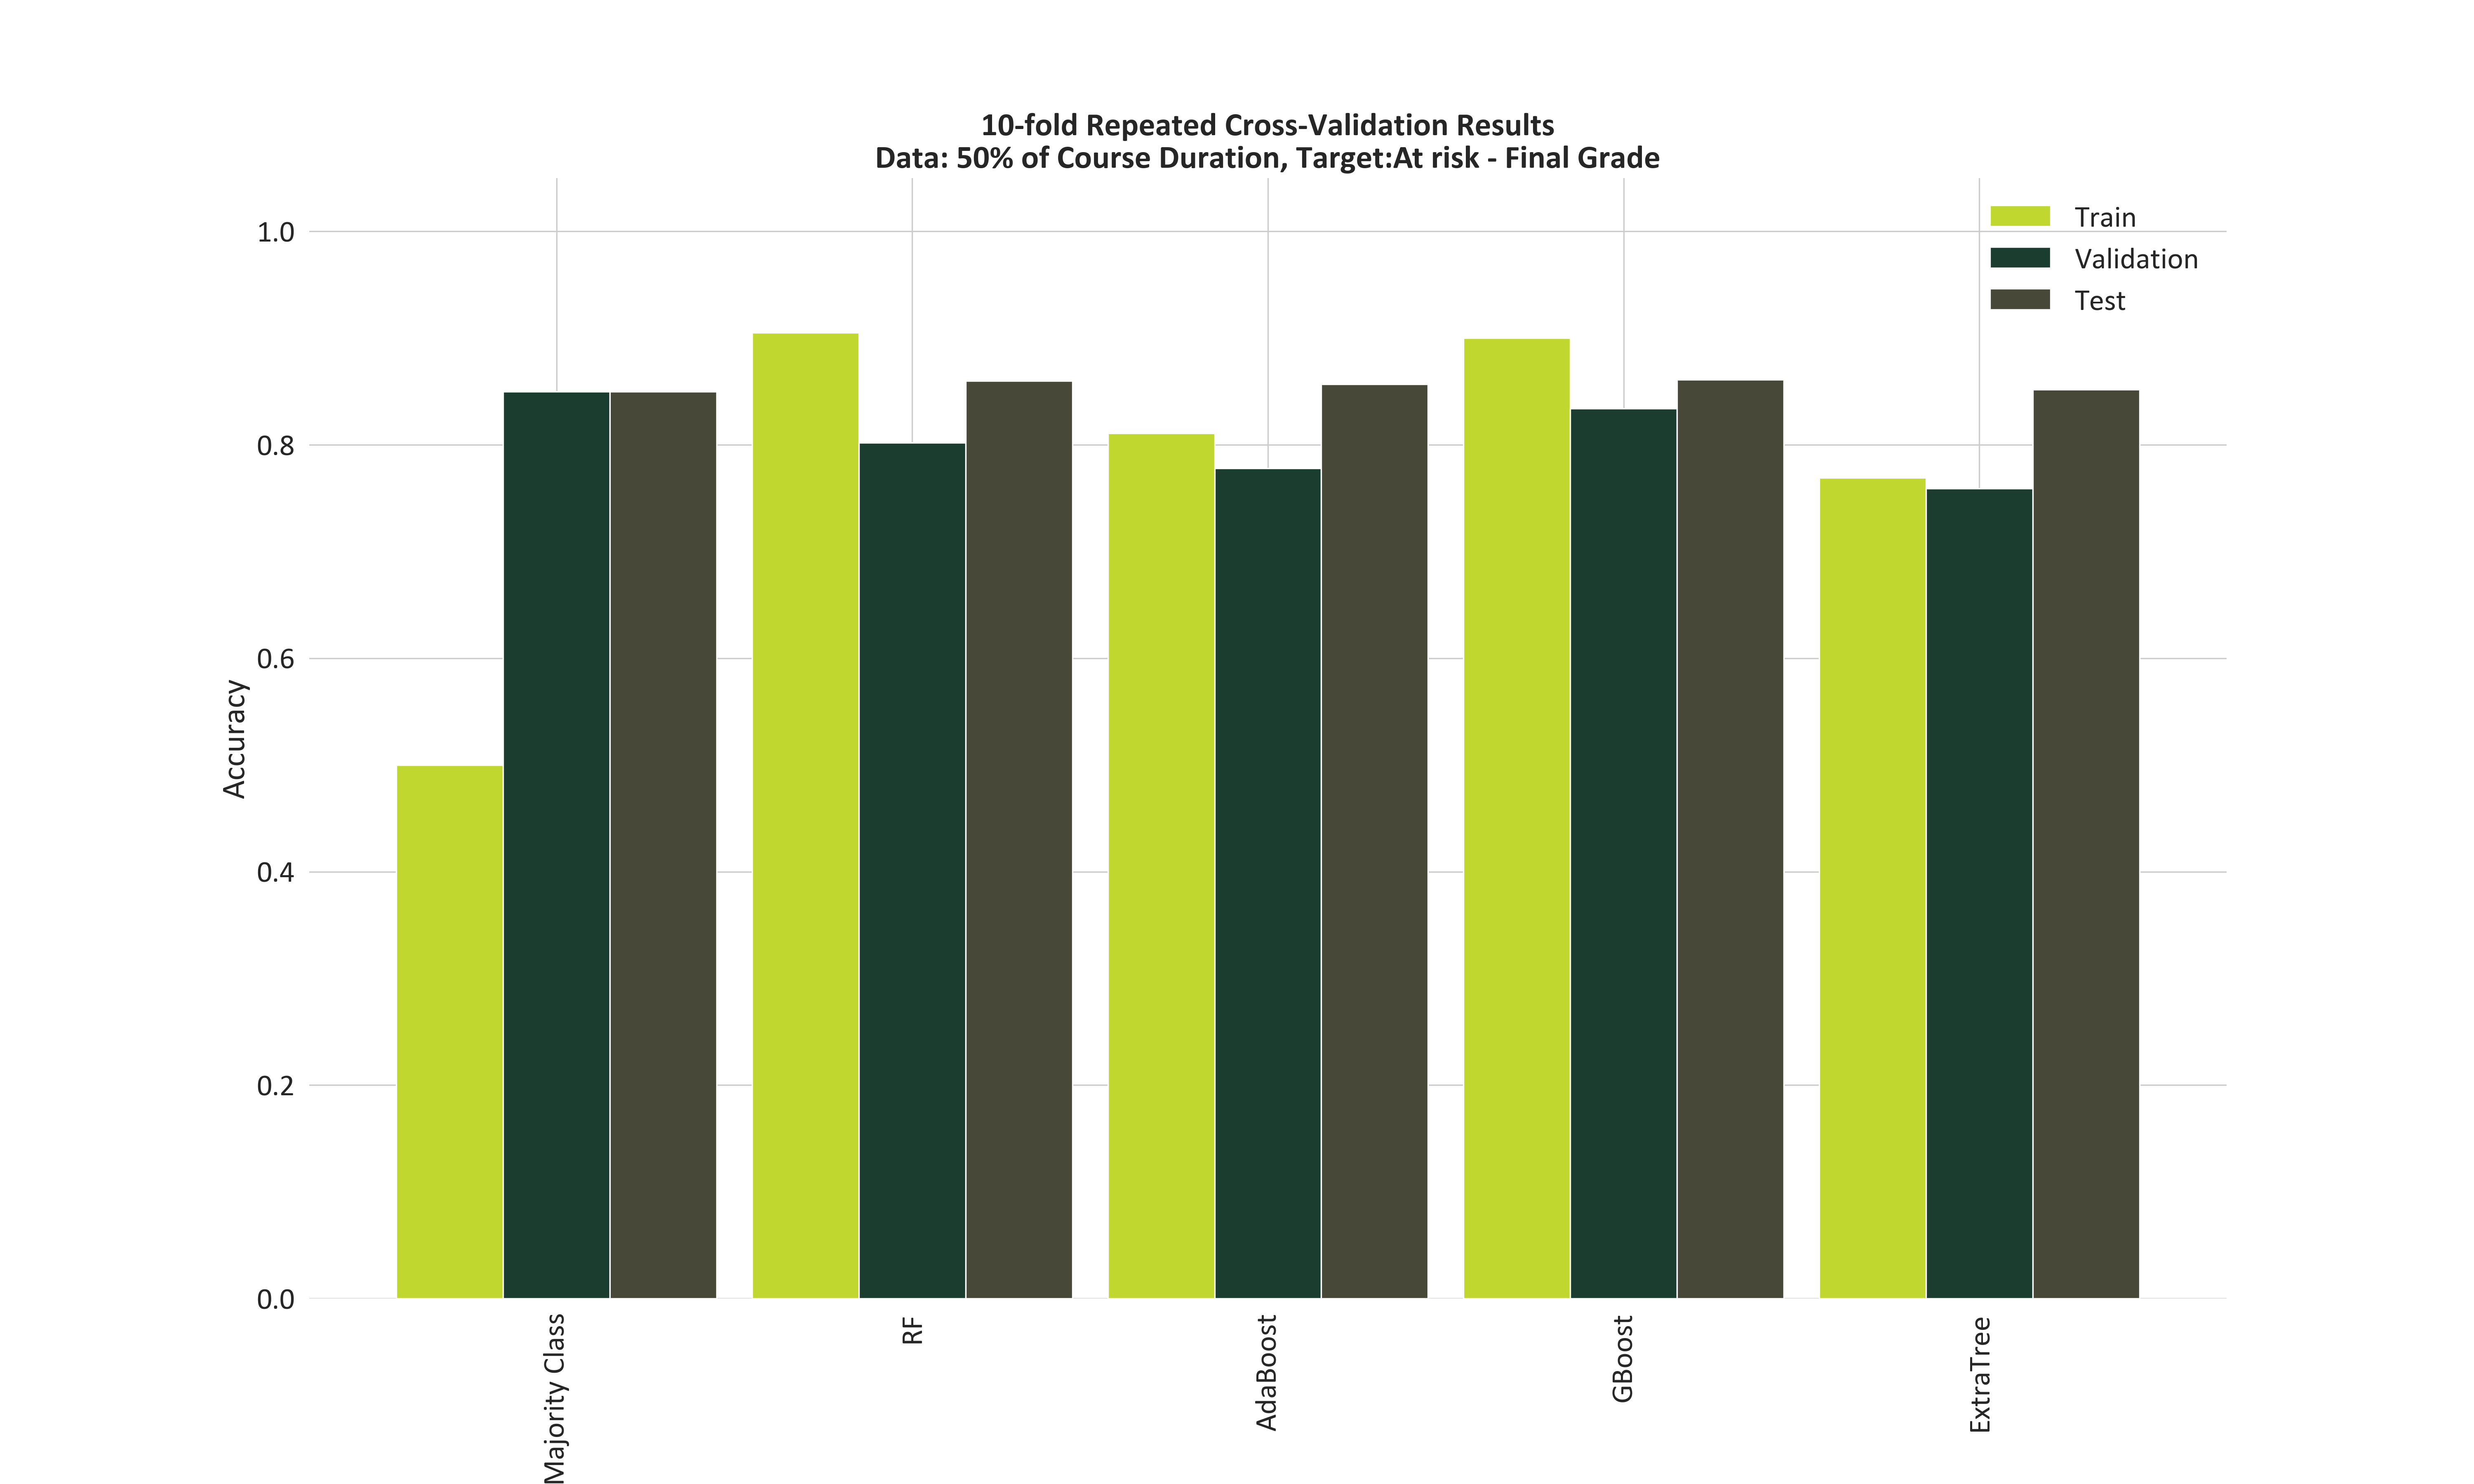 10-fold Repeated Cross-Validation Results
Data: 50% of Course Duration, Target:At risk - Final Grade
Train
Validation
Test
1.0
0.8
0.6
0.4
0.2
0.0
Accuracy
Majority Class
RF
AdaBoost
GBoost
ExtraTree